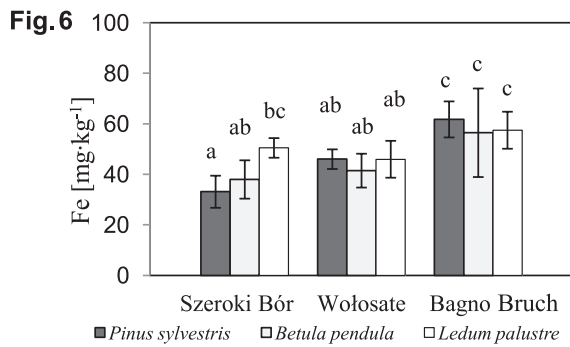 Fig. 6
Fe [mg·kg⁻¹]
100
80
60
40
20
0
a
ab
bc
ab
ab
ab
c
c
c
Szeroki Bór
Wołosate
Bagno Bruch
Pinus sylvestris
Betula pendula
Ledum palustre